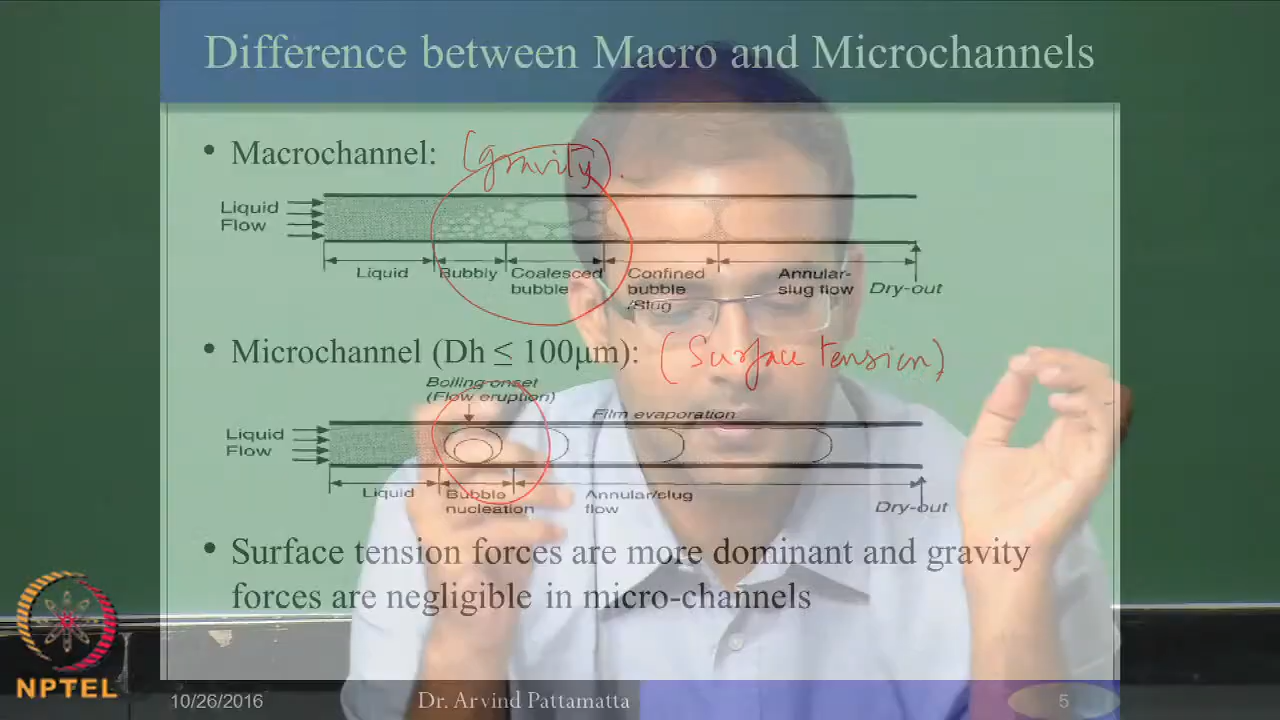 Difference between Macro and Microchannels
• Macrochannel: (gravity).
Liquid
Flow
Liquid
Bubbly
Coalesced
bubble
Confined
bubble
/Slug
Annular-
slug flow
Dry-out
• Microchannel (Dh ≤ 100μm): (Surface tension)
Boiling onset
(Flow eruption)
Film evaporation
Liquid
Flow
Liquid
Bubble
nucleation
Annular/slug
flow
Dry-out
• Surface tension forces are more dominant and gravity
forces are negligible in micro-channels
NPTEL
10/26/2016
Dr. Arvind Pattamatta
5